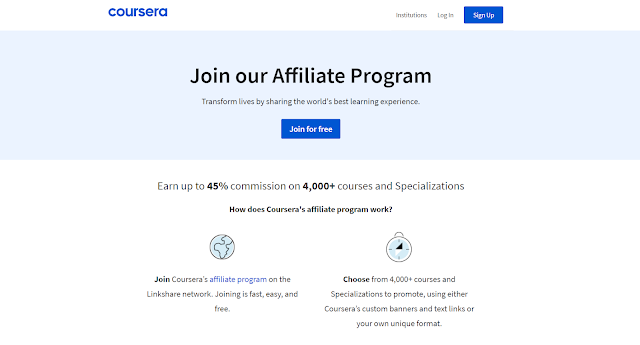 coursera
Institutions Log In Sign Up
Join our Affiliate Program
Transform lives by sharing the world's best learning experience.
Join for free
Earn up to 45% commission on 4,000+ courses and Specializations
How does Coursera's affiliate program work?
Join Coursera's affiliate program on the
Linkshare network. Joining is fast, easy, and
free.
Choose from 4,000+ courses and
Specializations to promote, using either
Coursera's custom banners and text links or
your own unique format.